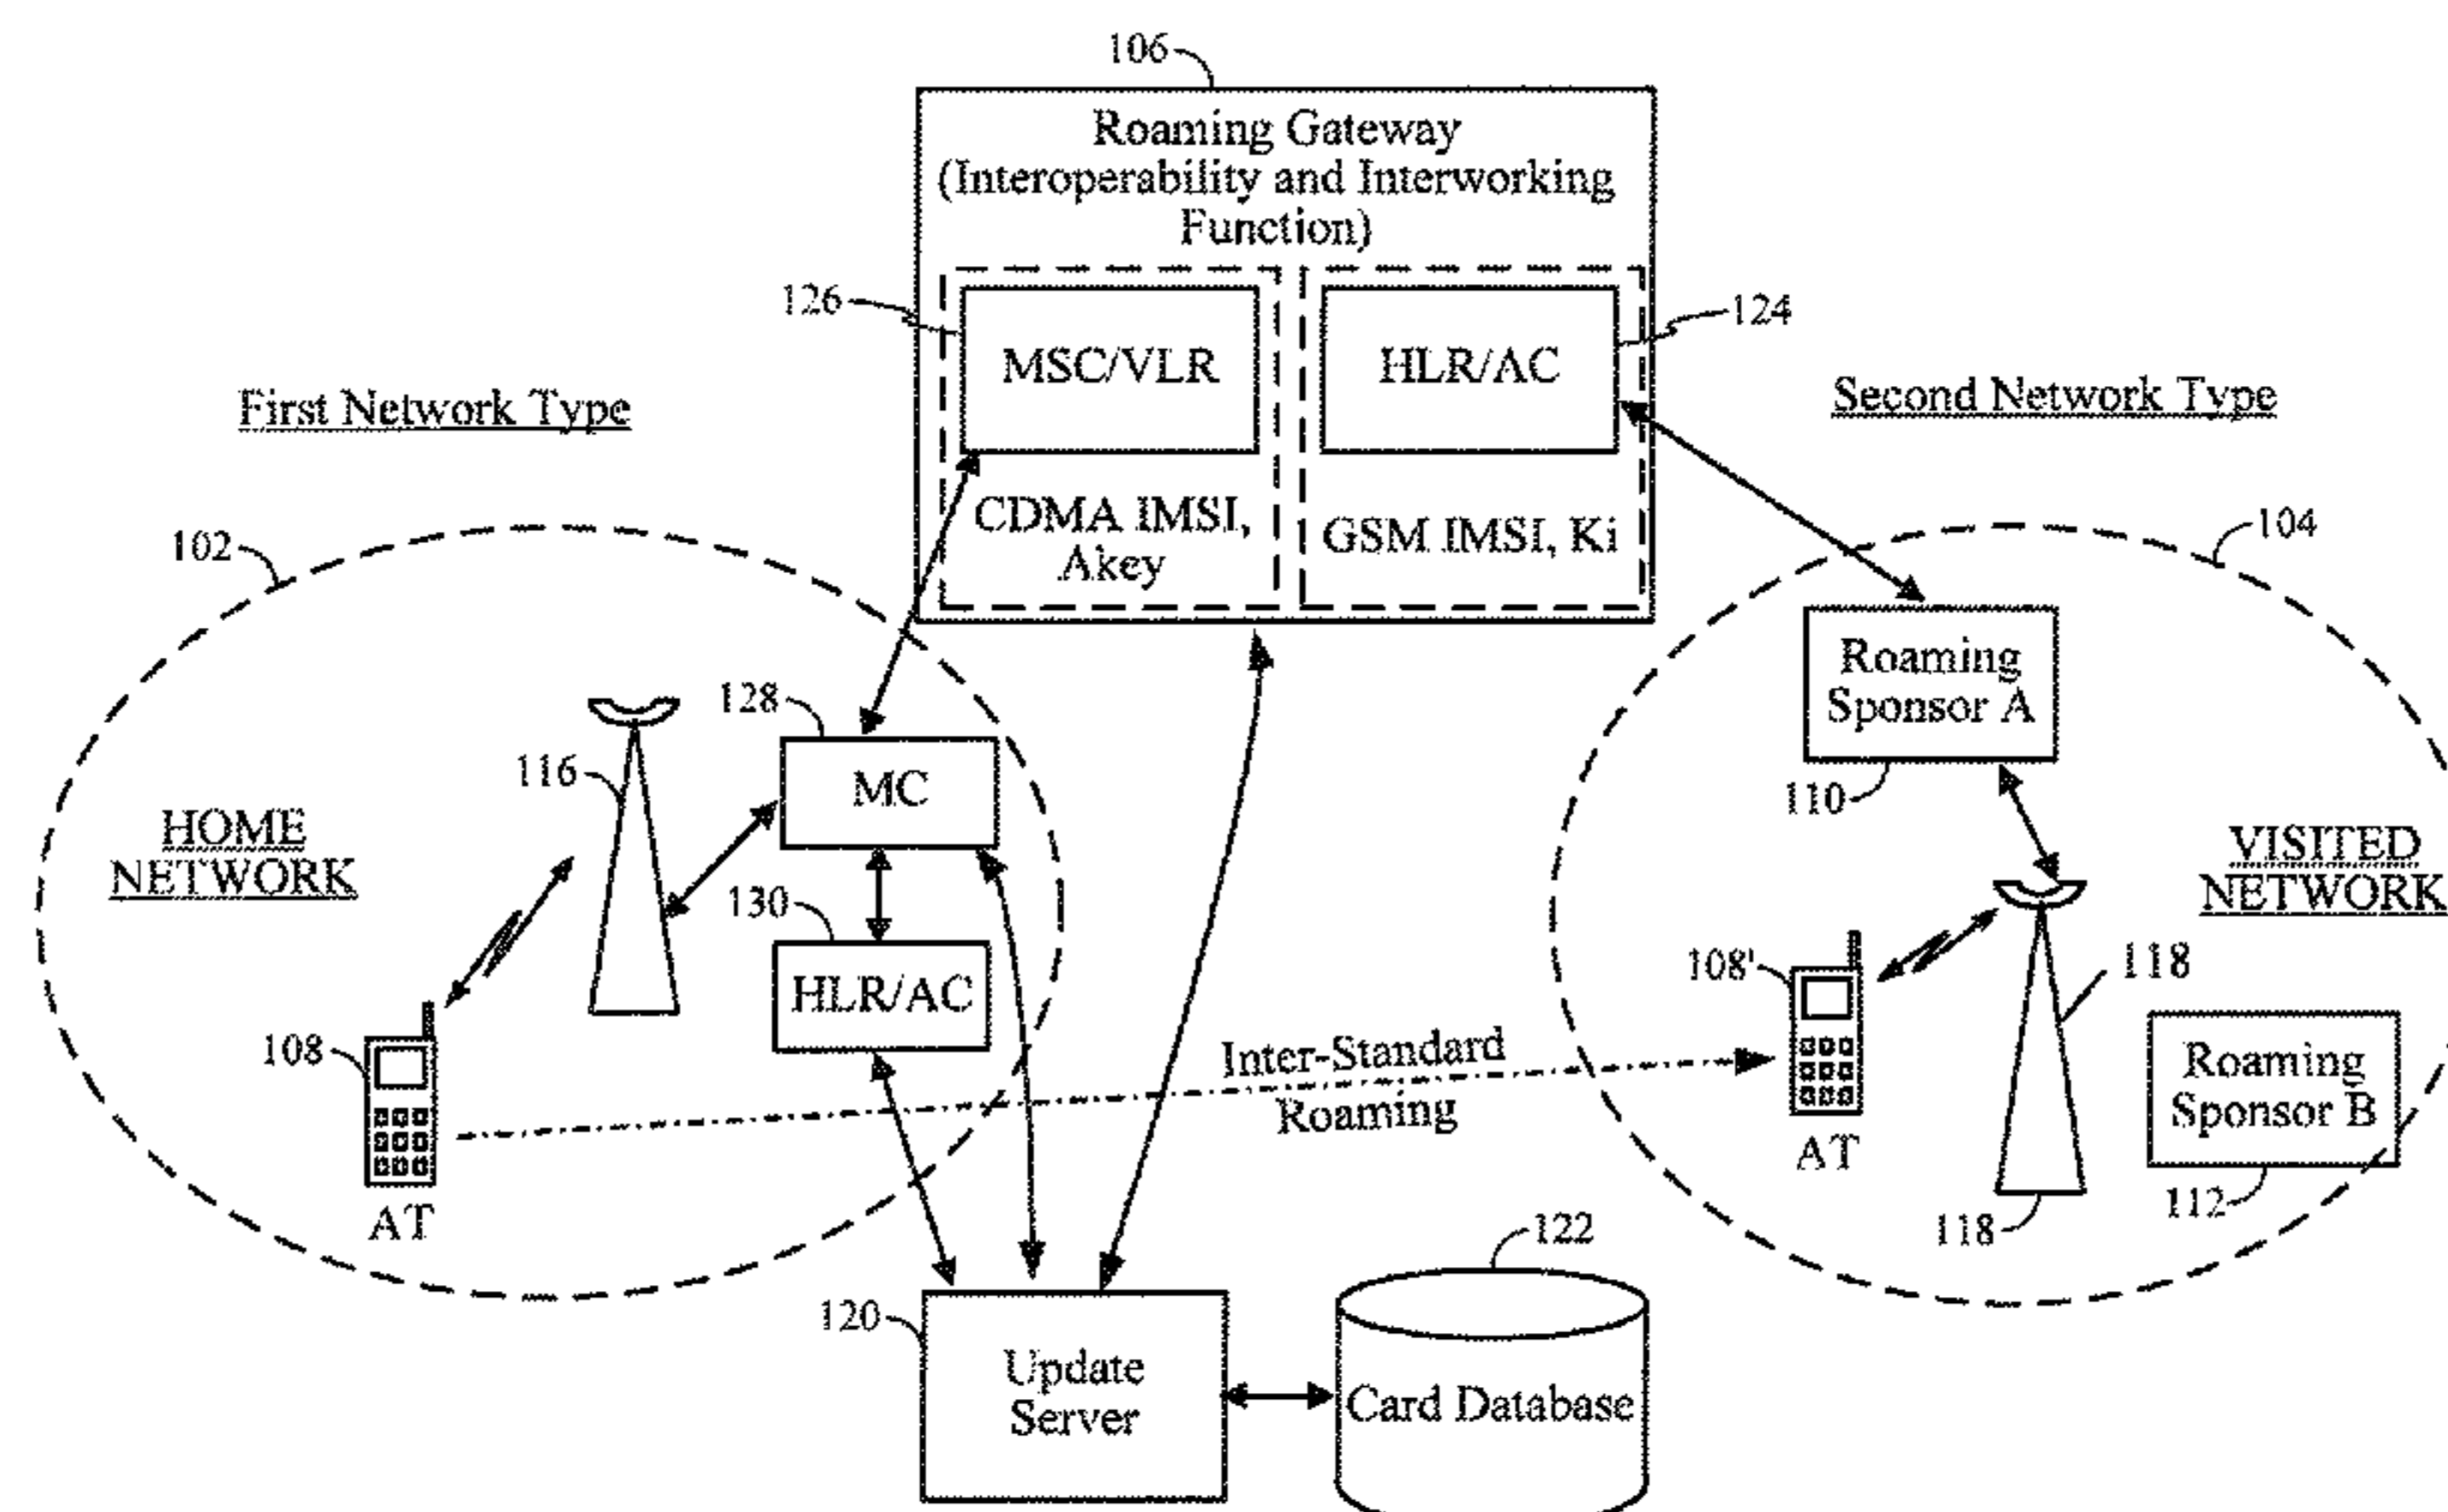 106
Roaming Gateway
(Interoperability and Interworking
Function)
126
MSC/VLR
HLR/AC
124
First Network Type
Second Network Type
CDMA IMSI,
Akey
GSM IMSI, Ki
102
104
Roaming
Sponsor A
110
128
MC
116
HOME
NETWORK
VISITED
NETWORK
130
HLR/AC
108
AT
108'
AT
118
Inter-Standard
Roaming
Roaming
Sponsor B
112
118
120
Update
Server
122
Card Database